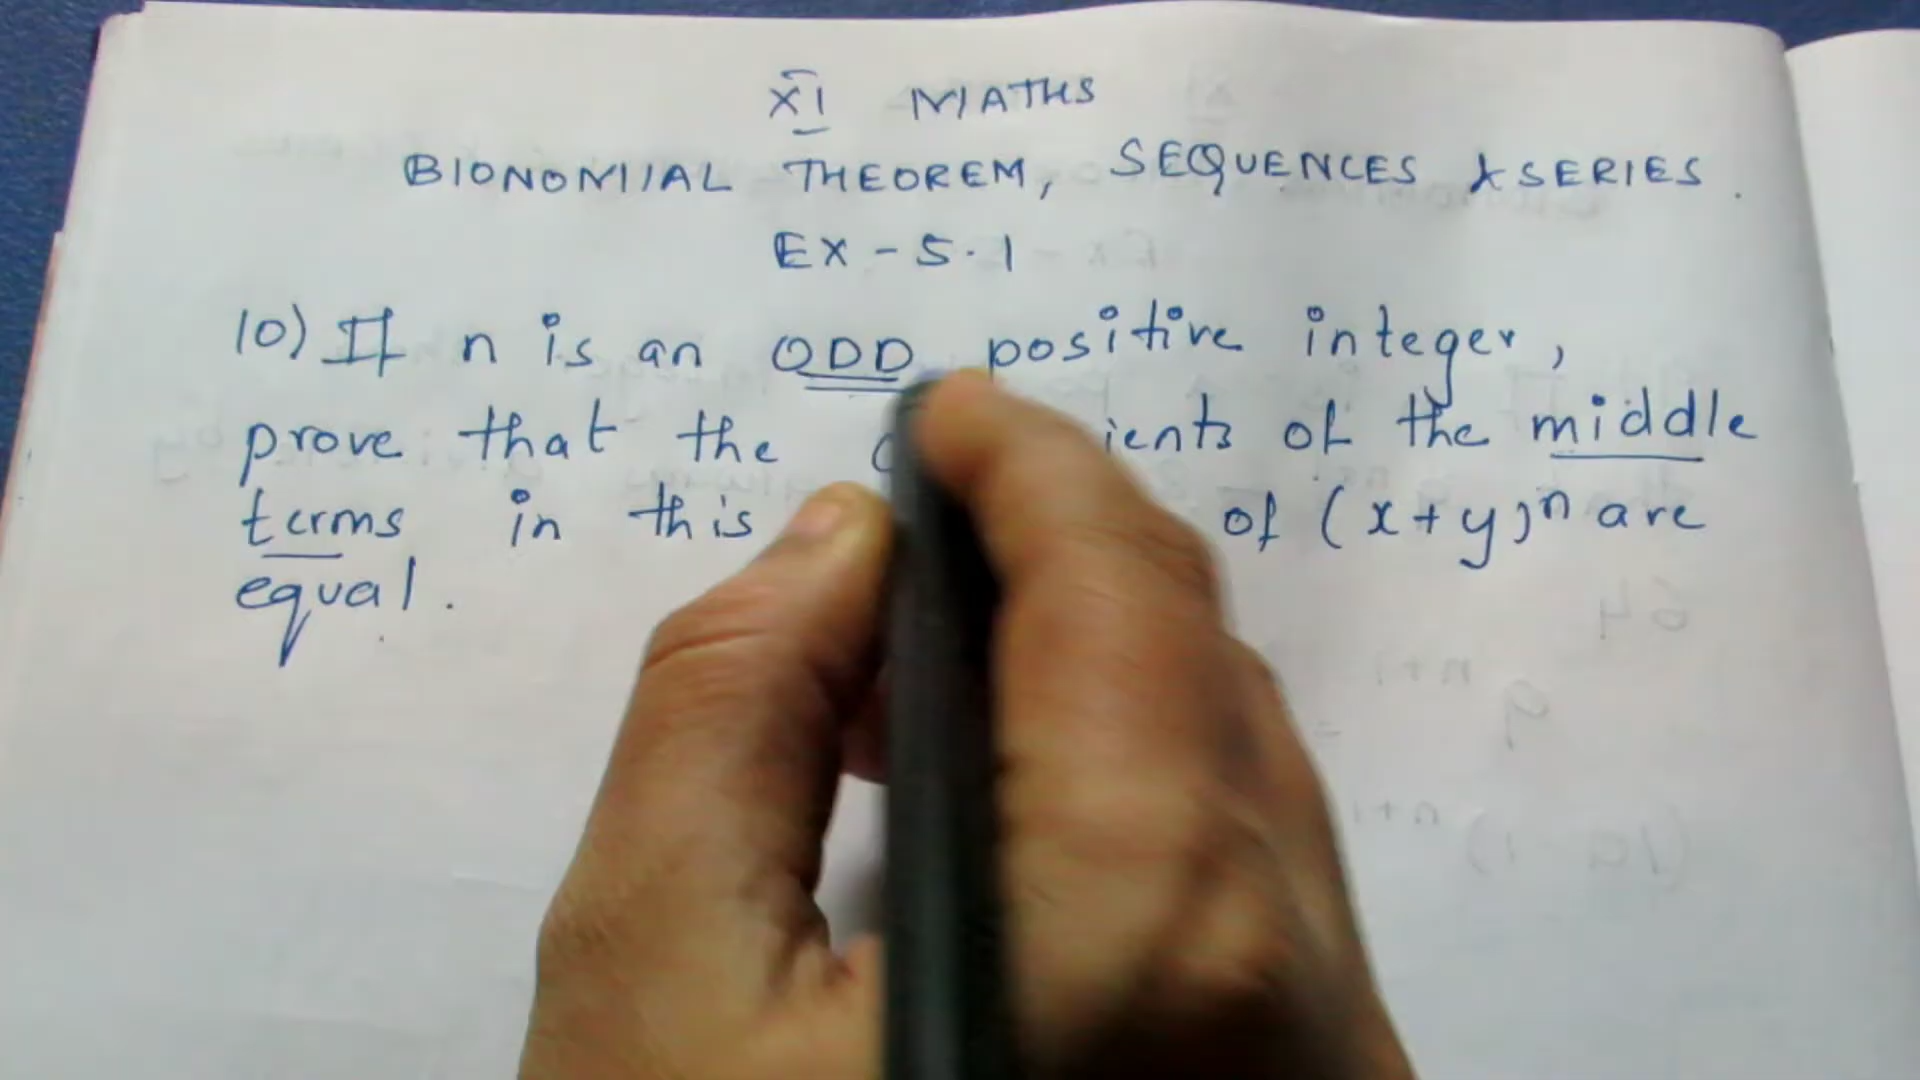 XI MATHS
BIONOMIAL THEOREM, SEQUENCES & SERIES.
EX - 5.1
10) If n is an ODD positive integer,
prove that the of the middle
terms in this of (x+y)ⁿ are
equal.